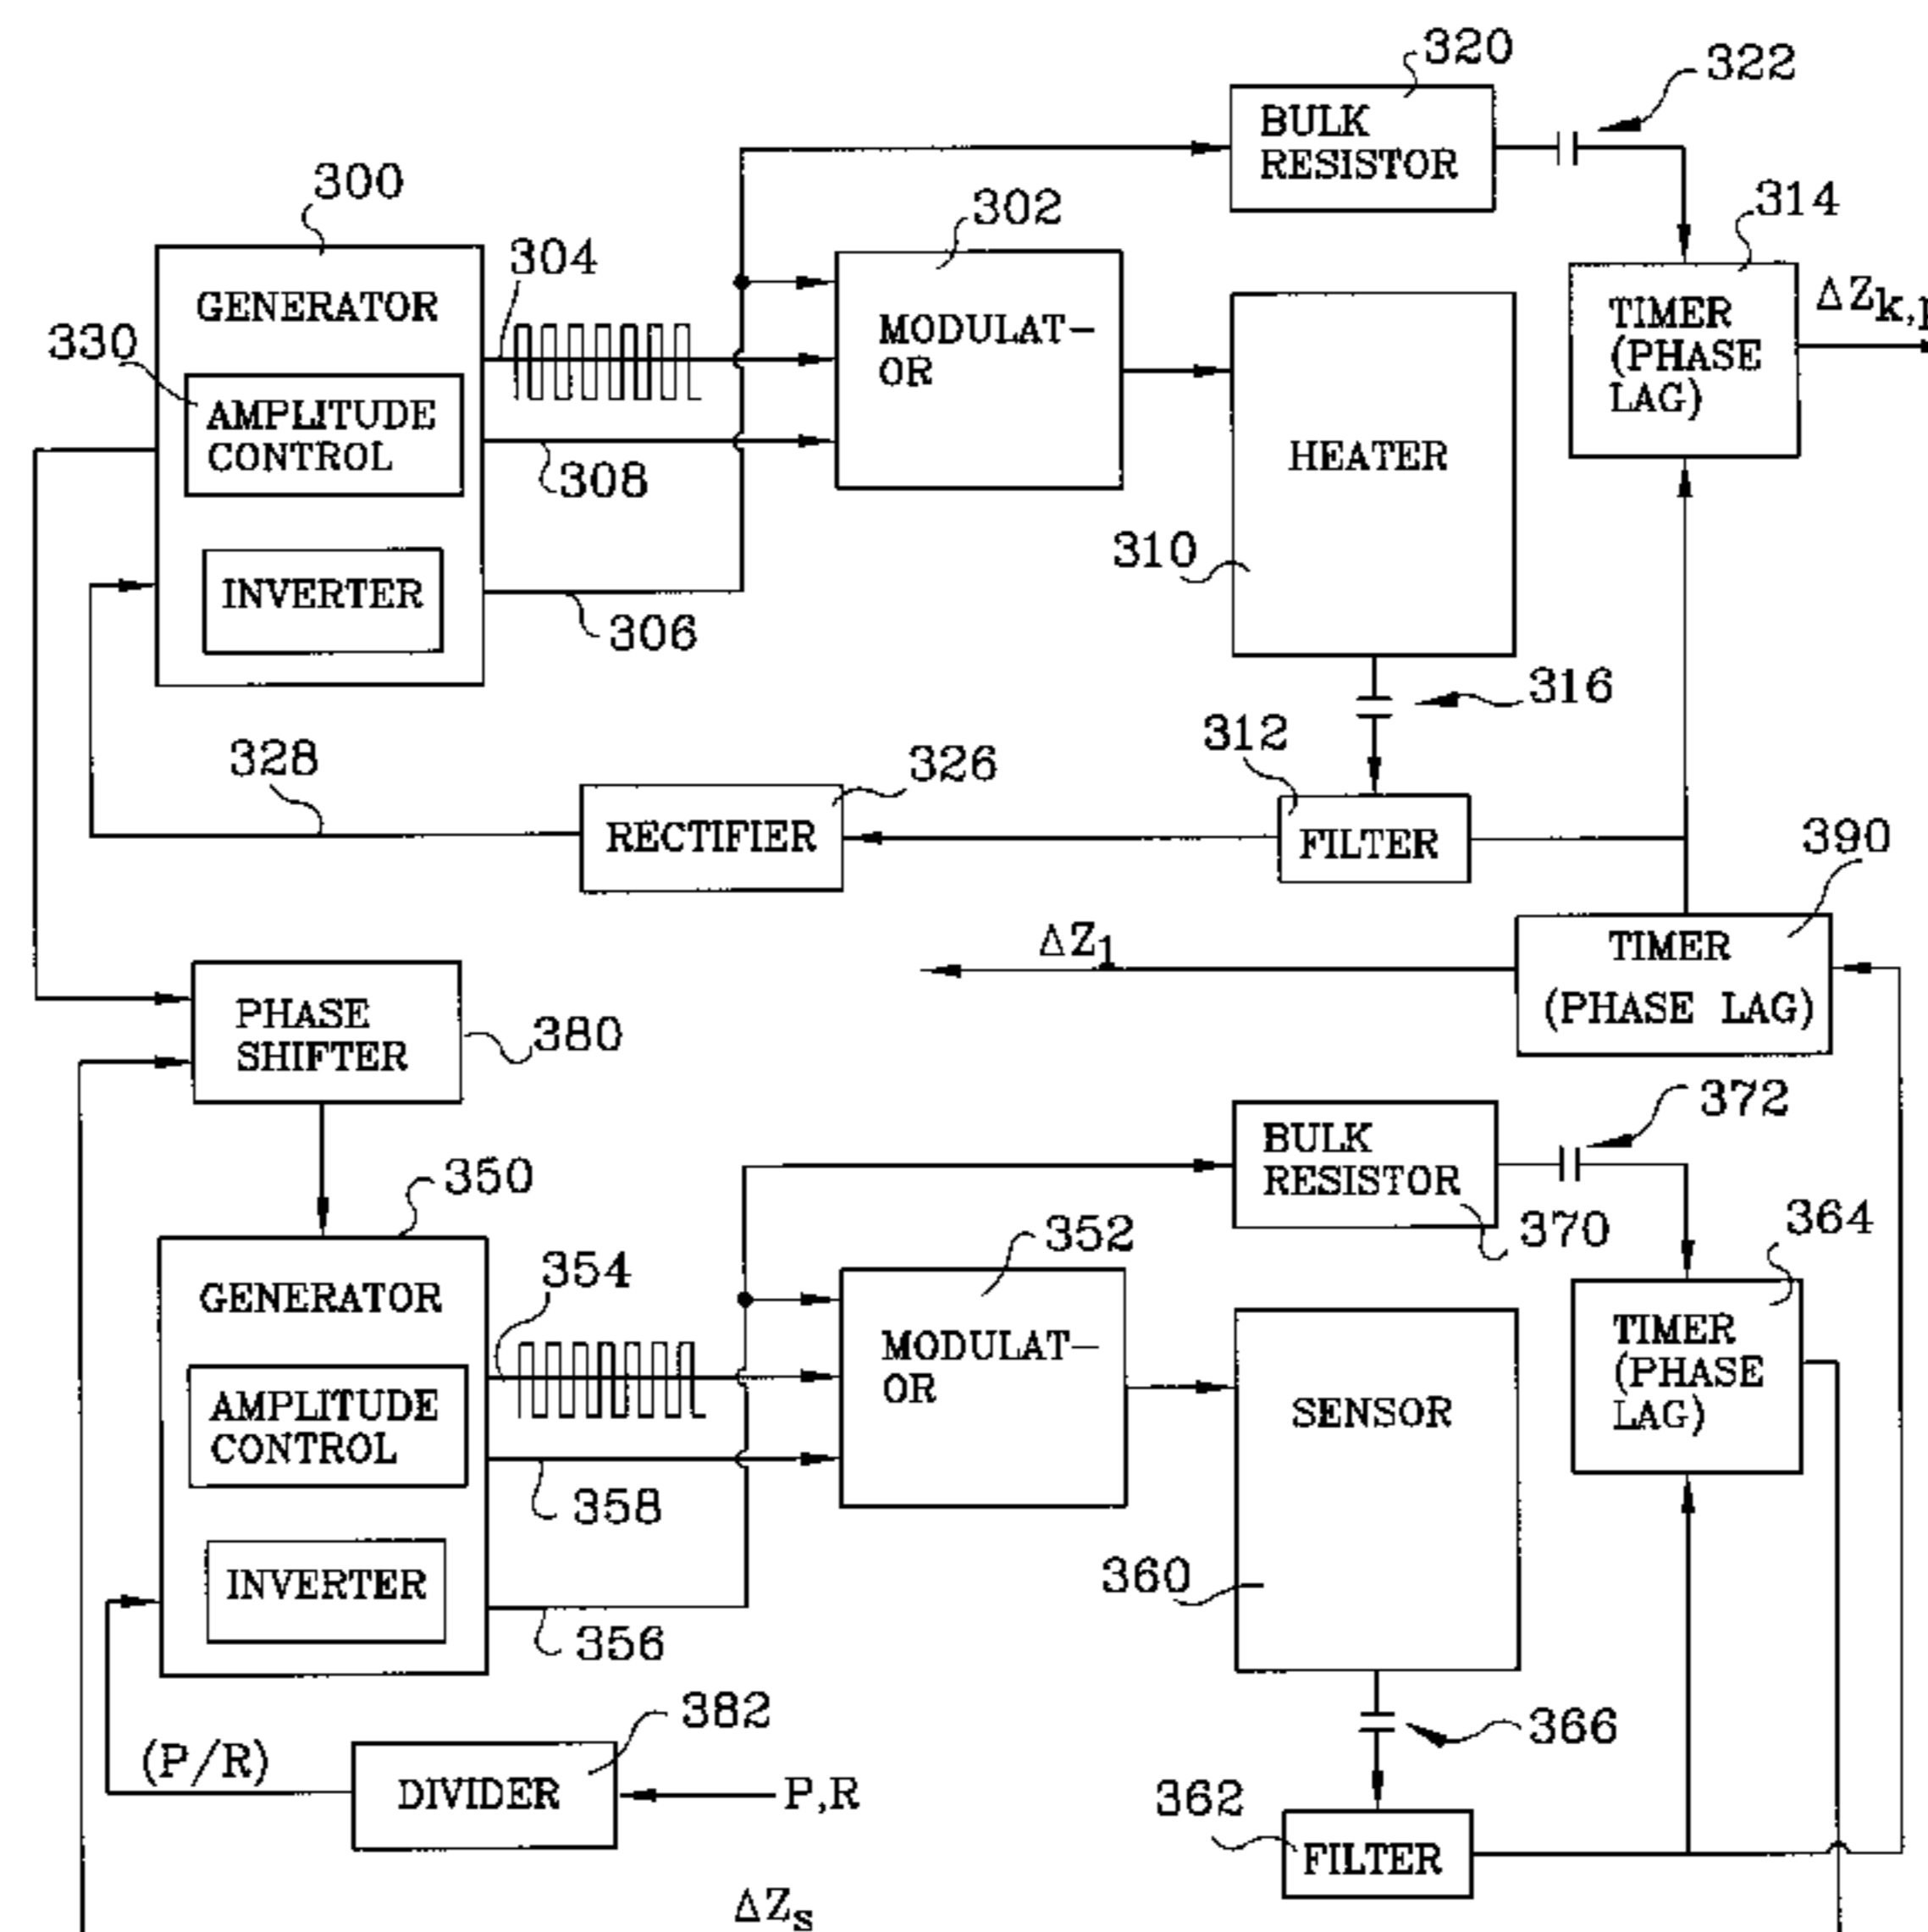 320
322
BULK
RESISTOR
300
302
314
304
GENERATOR
ΔZk,
330
MODULAT-
OR
TIMER
(PHASE
LAG)
AMPLITUDE
CONTROL
HEATER
308
310
INVERTER
306
316
312
328
326
RECTIFIER
FILTER
390
ΔZ1
TIMER
(PHASE LAG)
PHASE
SHIFTER
380
372
BULK
RESISTOR
350
370
364
352
354
GENERATOR
MODULAT-
OR
TIMER
(PHASE
LAG)
AMPLITUDE
CONTROL
SENSOR
358
360
INVERTER
356
382
366
(P/R)
DIVIDER
P,R
362
FILTER
ΔZs